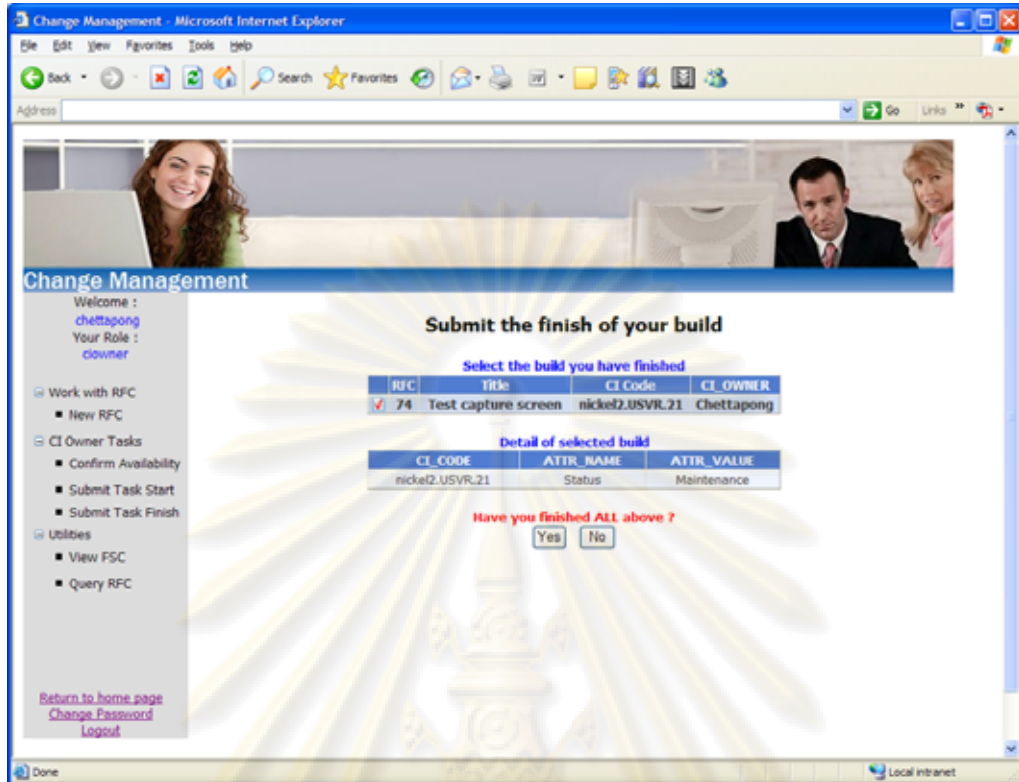 Change Management - Microsoft Internet Explorer
File Edit View Favorites Tools Help
Back Search Favorites
Address Go Links »
Change Management
Welcome :
chettapong
Your Role :
ciowner
Work with RFC
New RFC
CI Owner Tasks
Confirm Availability
Submit Task Start
Submit Task Finish
Utilities
View FSC
Query RFC
Return to home page
Change Password
Logout
Submit the finish of your build
Select the build you have finished
RFC Title CI Code CI_OWNER
74 Test capture screen nickel2.USVR.21 Chettapong
Detail of selected build
CI_CODE ATTR_NAME ATTR_VALUE
nickel2.USVR.21 Status Maintenance
Have you finished ALL above ?
Yes No
Done Local intranet